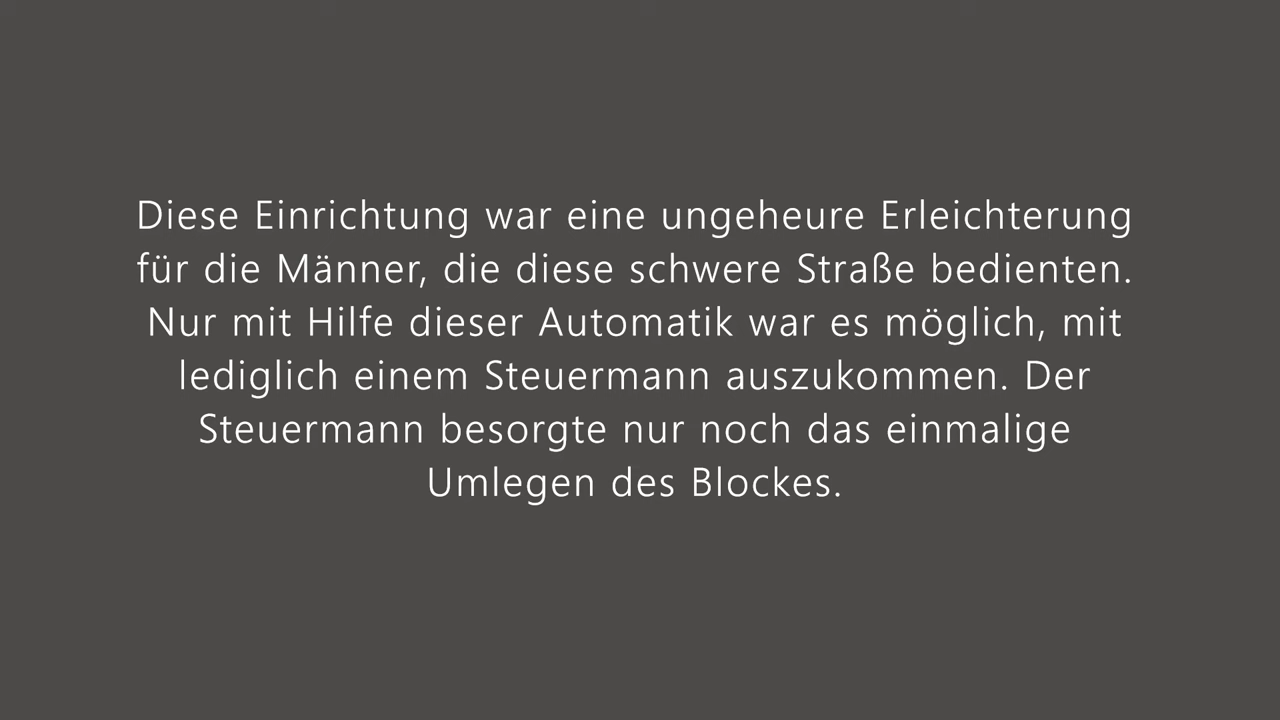 Diese Einrichtung war eine ungeheure Erleichterung
für die Männer, die diese schwere Straße bedienten.
Nur mit Hilfe dieser Automatik war es möglich, mit
lediglich einem Steuermann auszukommen. Der
Steuermann besorgte nur noch das einmalige
Umlegen des Blockes.